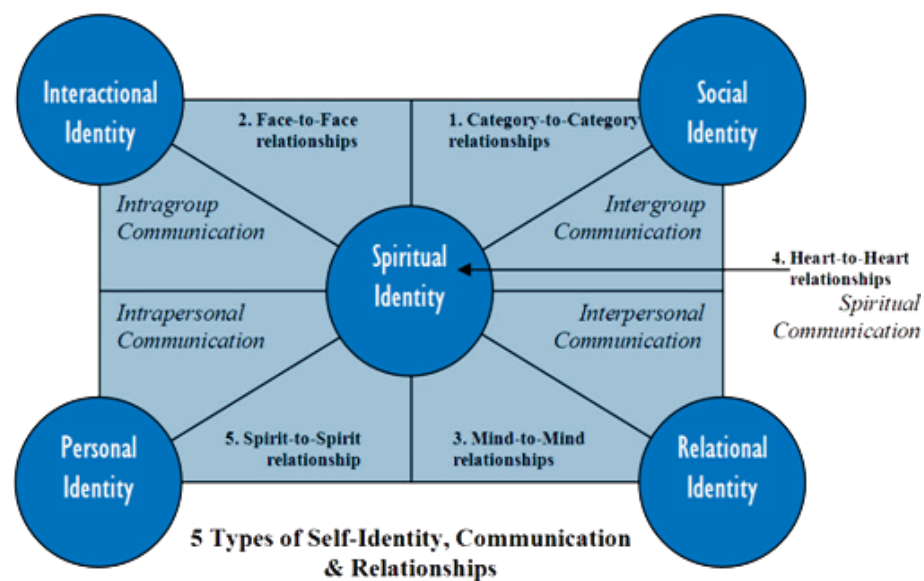 Interactional
Identity
Social
Identity
2. Face-to-Face
relationships
1. Category-to-Category
relationships
Intragroup
Communication
Intergroup
Communication
Spiritual
Identity
4. Heart-to-Heart
relationships
Spiritual
Communication
Intrapersonal
Communication
Interpersonal
Communication
Personal
Identity
5. Spirit-to-Spirit
relationship
3. Mind-to-Mind
relationships
Relational
Identity
5 Types of Self-Identity, Communication
& Relationships